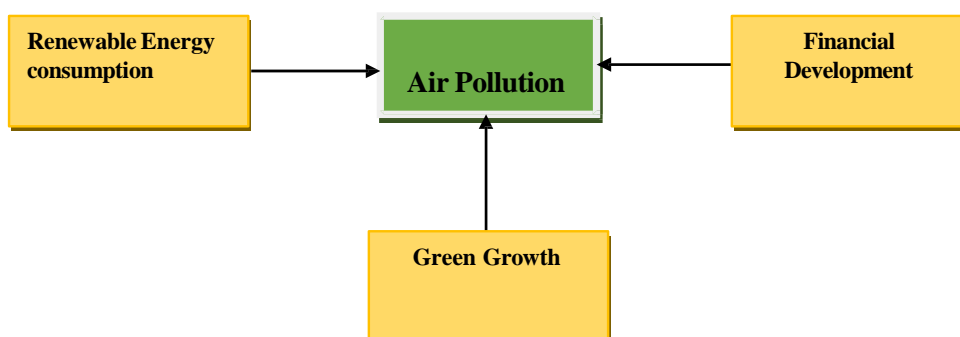 Renewable Energy
consumption
Air Pollution
Financial
Development
Green Growth